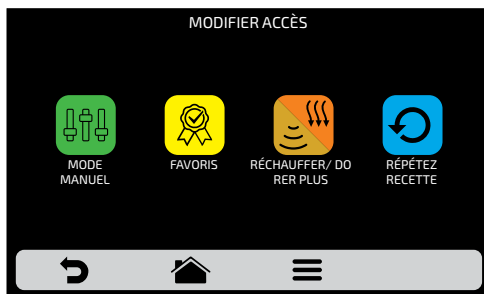 MODIFIER ACCÈS
MODE
MANUEL
FAVORIS
RÉCHAUFFER/ DO
RER PLUS
RÉPÉTEZ
RECETTE